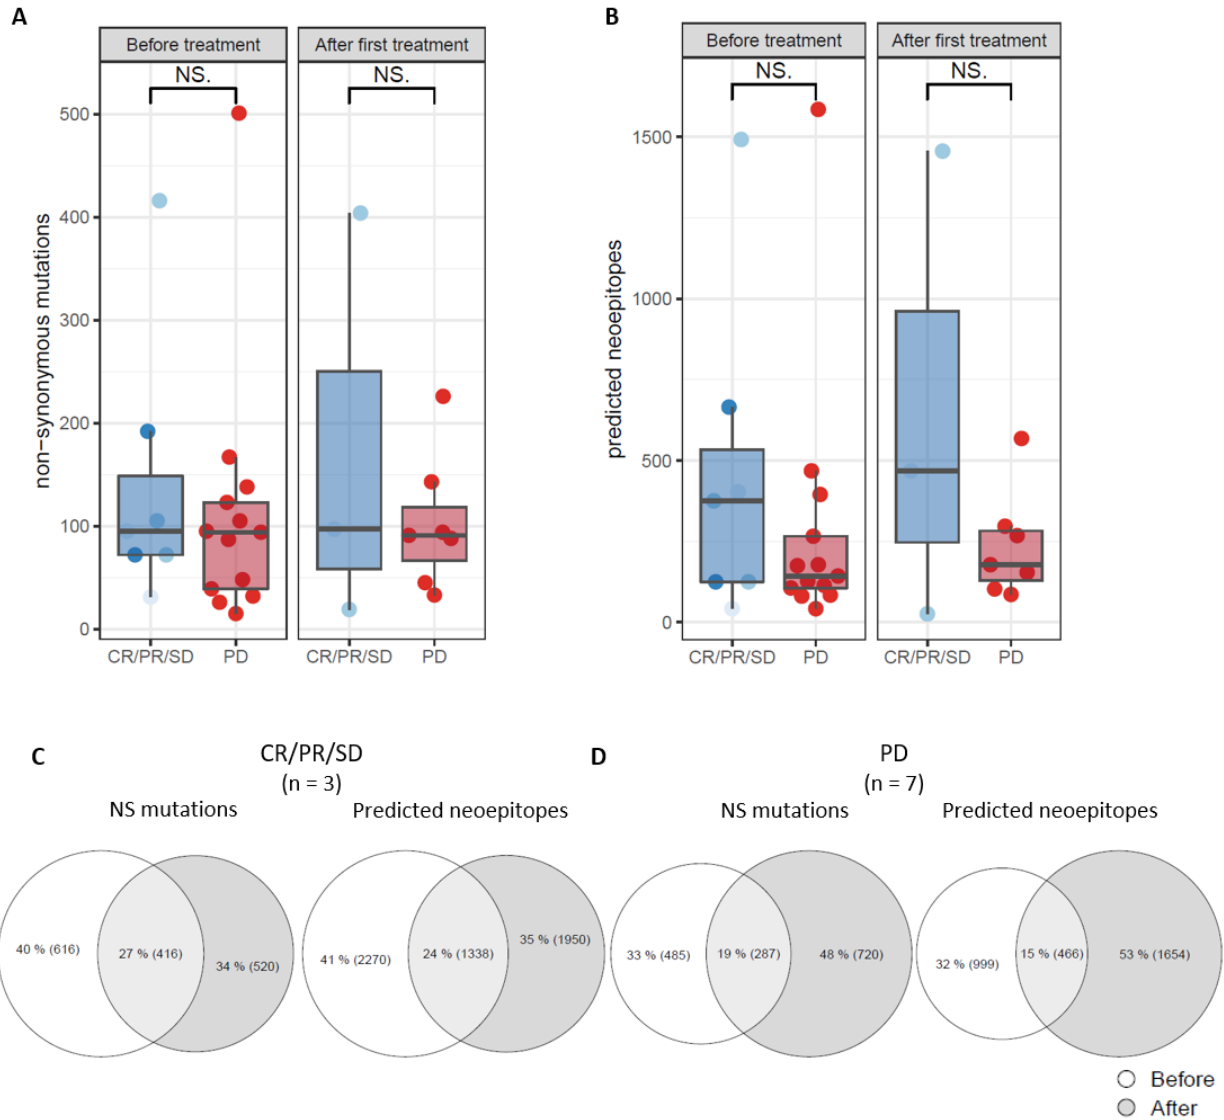 A
B
Before treatment
After first treatment
Before treatment
After first treatment
NS.
NS.
NS.
NS.
non−synonymous mutations
500
400
300
200
100
0
predicted neoepitopes
1500
1000
500
0
CR/PR/SD
PD
CR/PR/SD
PD
CR/PR/SD
PD
CR/PR/SD
PD
C
CR/PR/SD
(n = 3)
NS mutations
Predicted neoepitopes
40 % (616)
27 % (416)
34 % (520)
41 % (2270)
24 % (1338)
35 % (1950)
D
PD
(n = 7)
NS mutations
Predicted neoepitopes
33 % (485)
19 % (287)
48 % (720)
32 % (999)
15 % (466)
53 % (1654)
Before
After